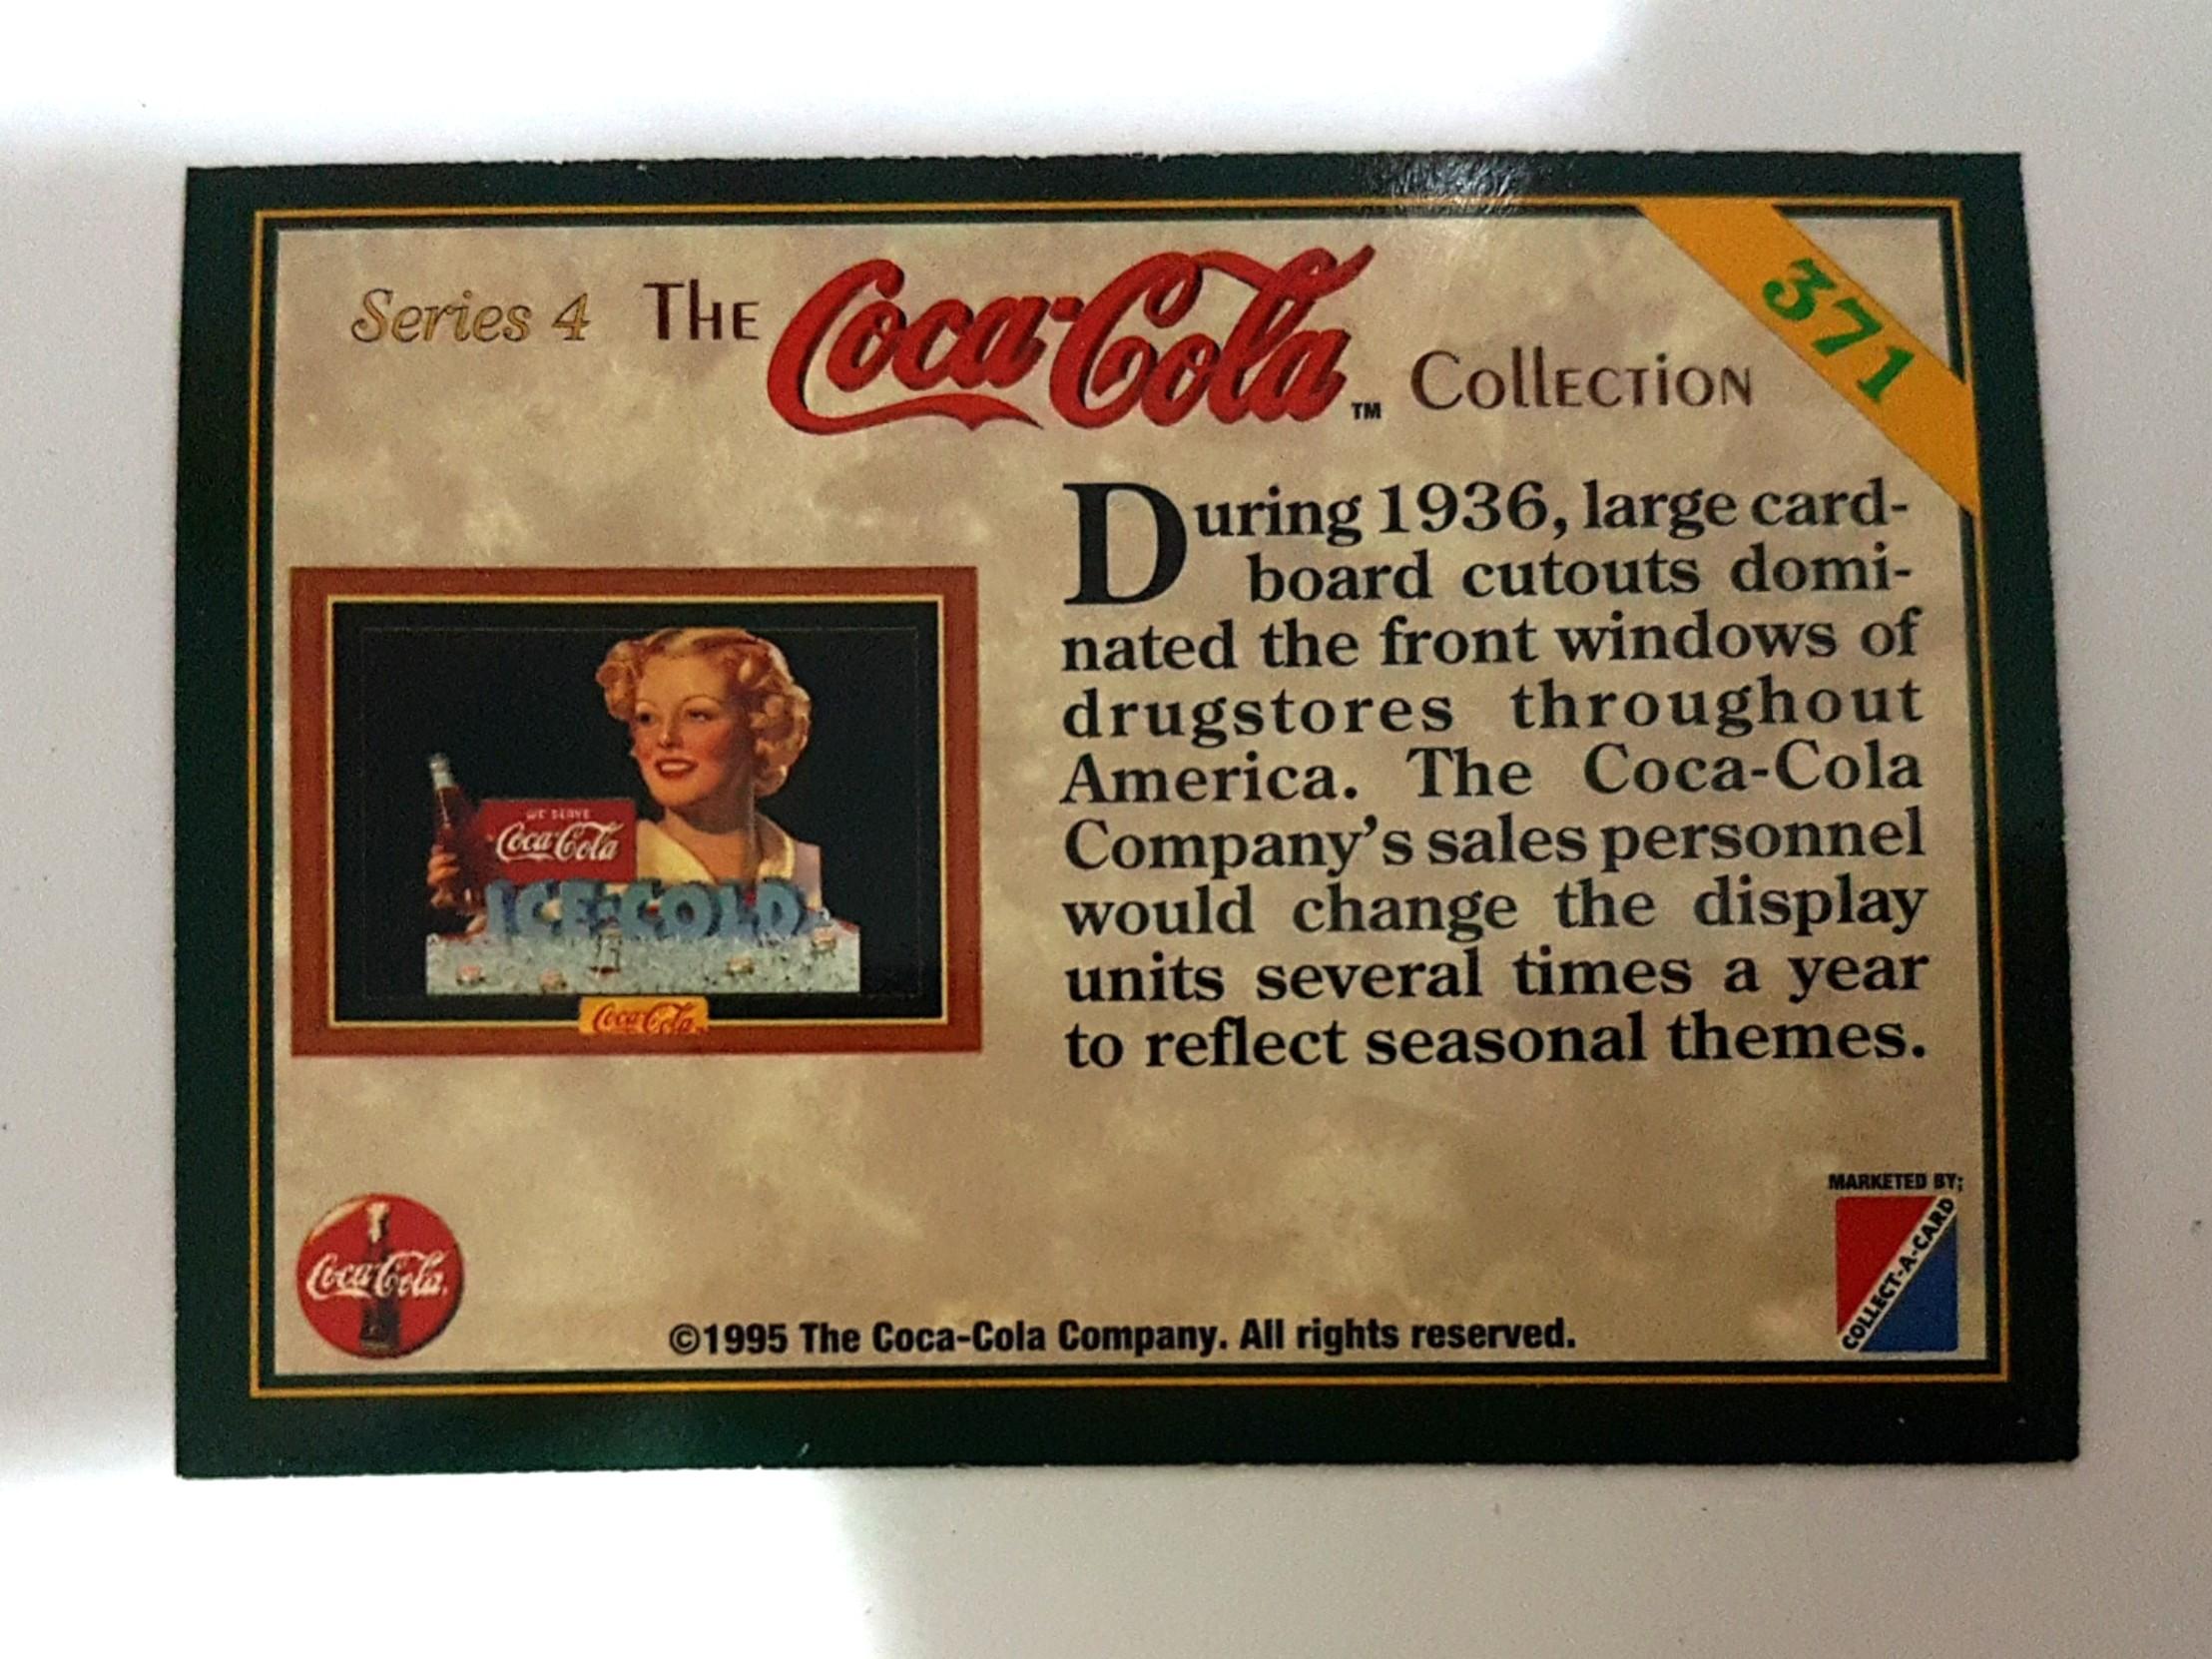 Series 4 The Coca-Cola™ Collection
371
During 1936, large card-
board cutouts domi-
nated the front windows of
drugstores throughout
America. The Coca-Cola
Company's sales personnel
would change the display
units several times a year
to reflect seasonal themes.
WE SERVE
Coca-Cola
ICE-COLD
Coca-Cola
Coca-Cola
MARKETED BY;
COLLECT-A-CARD
©1995 The Coca-Cola Company. All rights reserved.